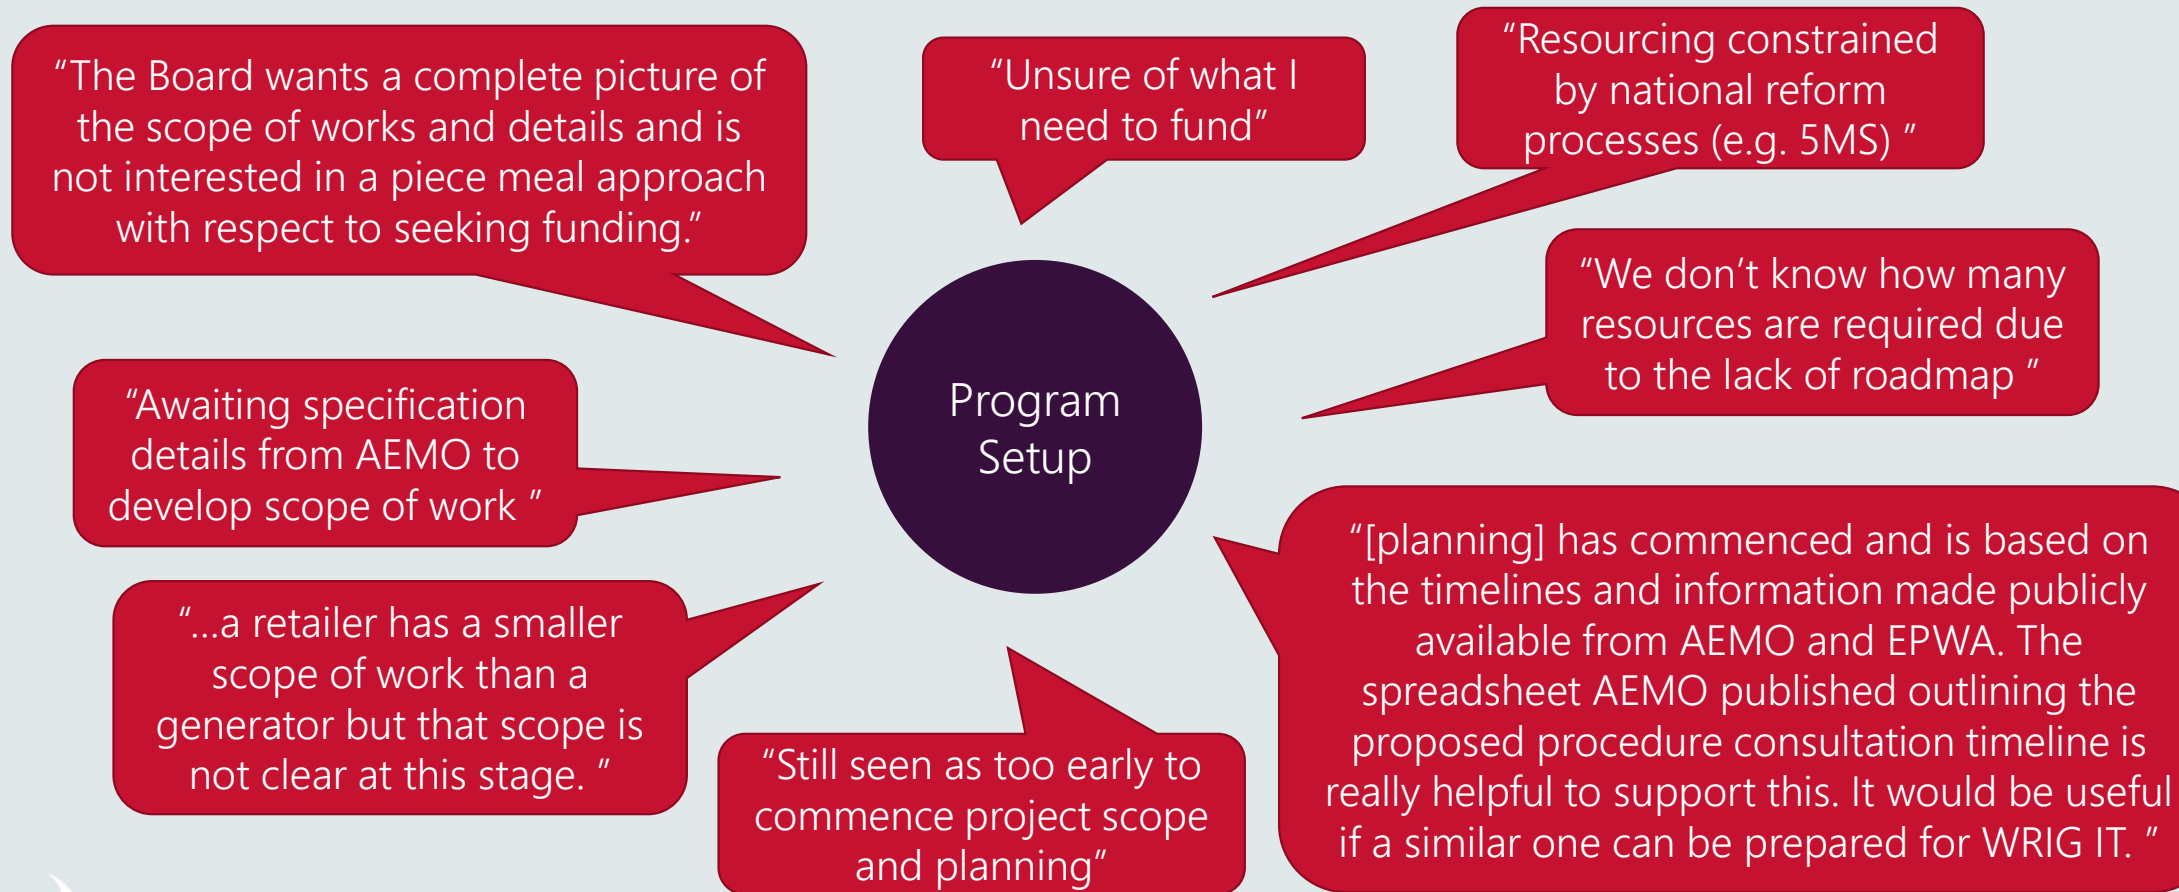 “The Board wants a complete picture of
the scope of works and details and is
not interested in a piece meal approach
with respect to seeking funding.”
“Unsure of what I
need to fund”
“Resourcing constrained
by national reform
processes (e.g. 5MS) ”
“We don’t know how many
resources are required due
to the lack of roadmap ”
“Awaiting specification
details from AEMO to
develop scope of work ”
Program
Setup
“[planning] has commenced and is based on
the timelines and information made publicly
available from AEMO and EPWA. The
spreadsheet AEMO published outlining the
proposed procedure consultation timeline is
really helpful to support this. It would be useful
if a similar one can be prepared for WRIG IT. ”
“…a retailer has a smaller
scope of work than a
generator but that scope is
not clear at this stage. ”
“Still seen as too early to
commence project scope
and planning”